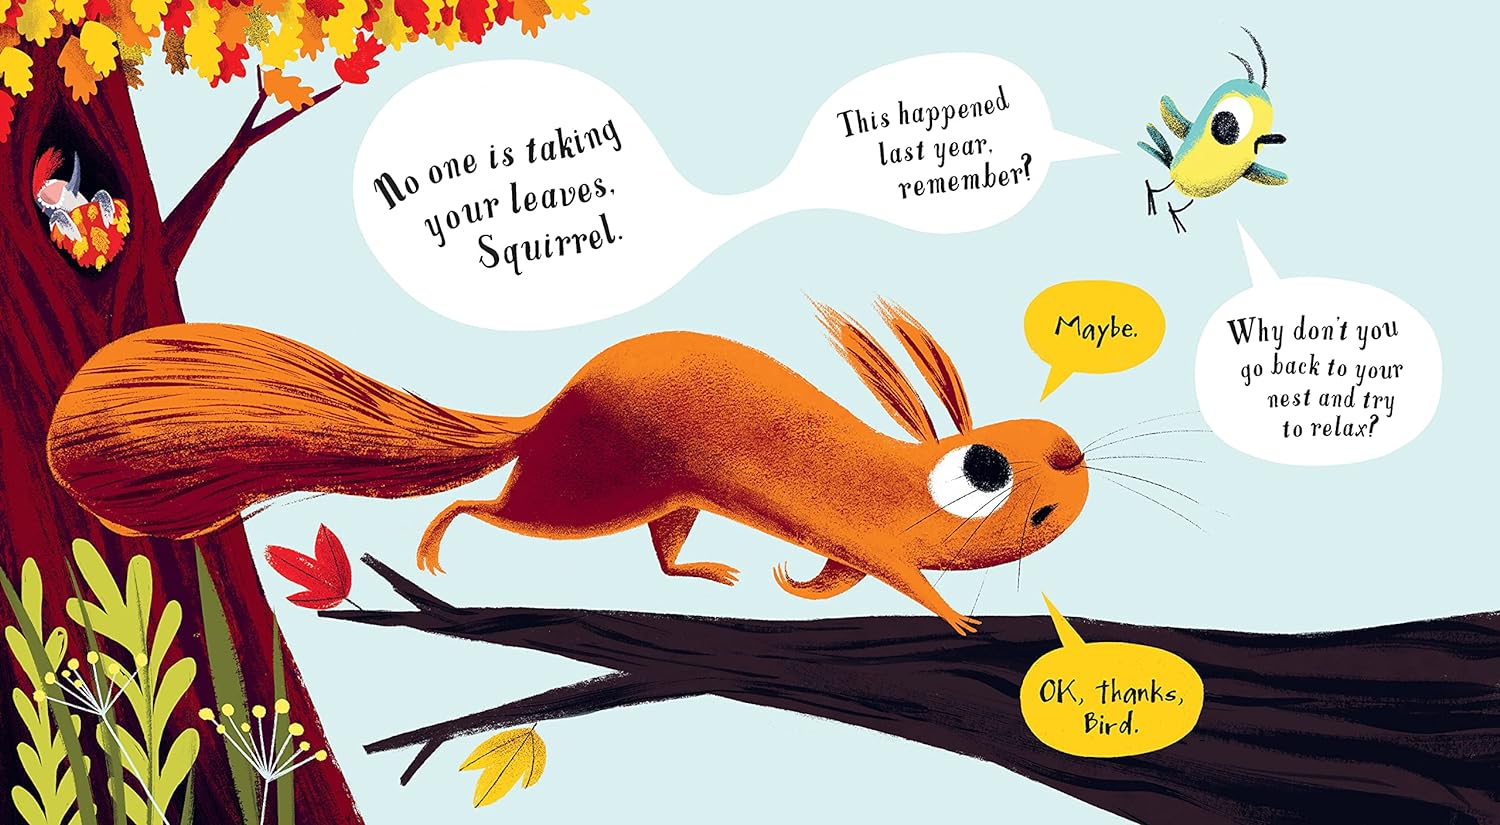 No one is taking
your leaves,
Squirrel.
This happened
last year,
remember?
Maybe.
Why don't you
go back to your
nest and try
to relax?
OK, thanks,
Bird.